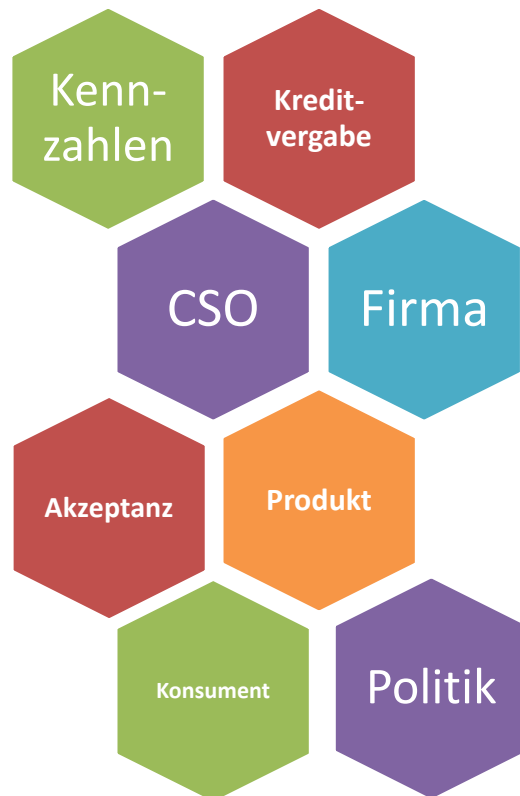 Kenn-
zahlen
Kredit-
vergabe
CSO
Firma
Akzeptanz
Produkt
Konsument
Politik